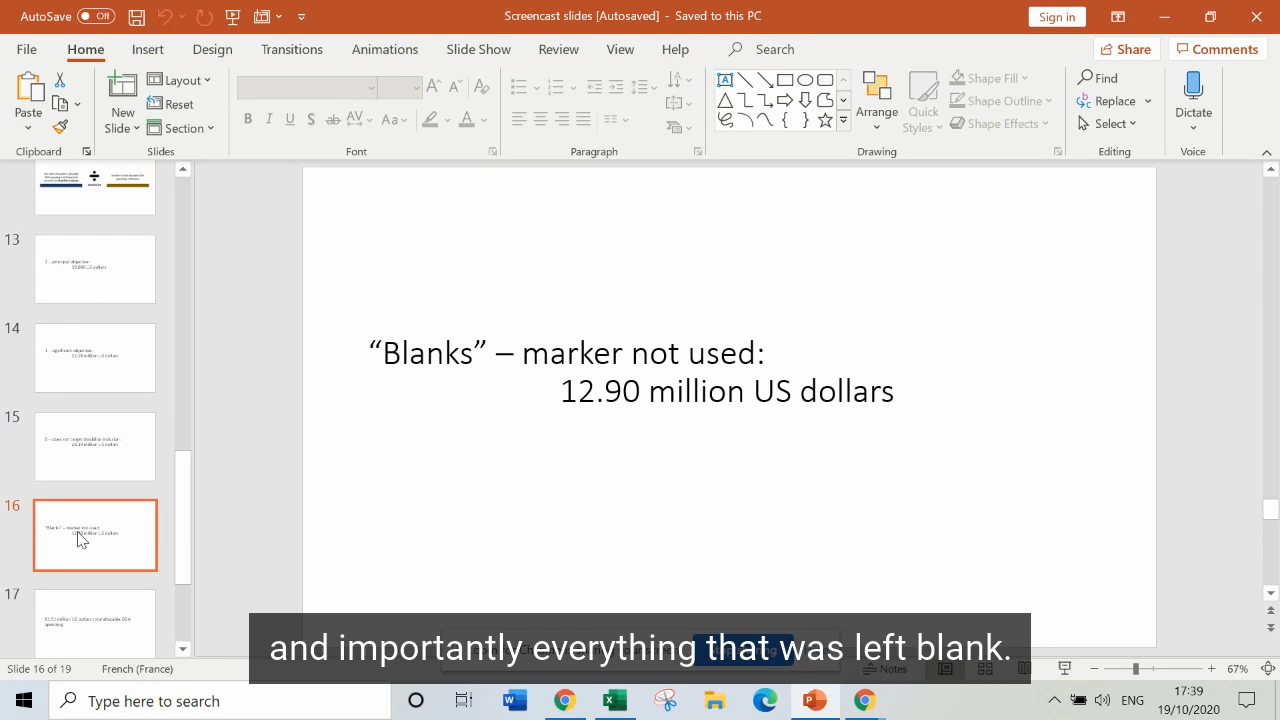 AutoSave Off
Screencast slides [Autosaved] - Saved to this PC
Sign in
File Home Insert Design Transitions Animations Slide Show Review View Help Search Share Comments
Paste
New Slide
Layout
Reset
Section
Aa
Arrange
Quick Styles
Shape Fill
Shape Outline
Shape Effects
Find
Replace
Select
Dictate
Clipboard Slides Font Paragraph Drawing Editing Voice
13
14
15
16
17
“Blanks” – marker not used:
12.90 million US dollars
and importantly everything that was left blank.
Slide 16 of 19 French (France) Notes 67%
Type here to search
ENG
17:39
19/10/2020